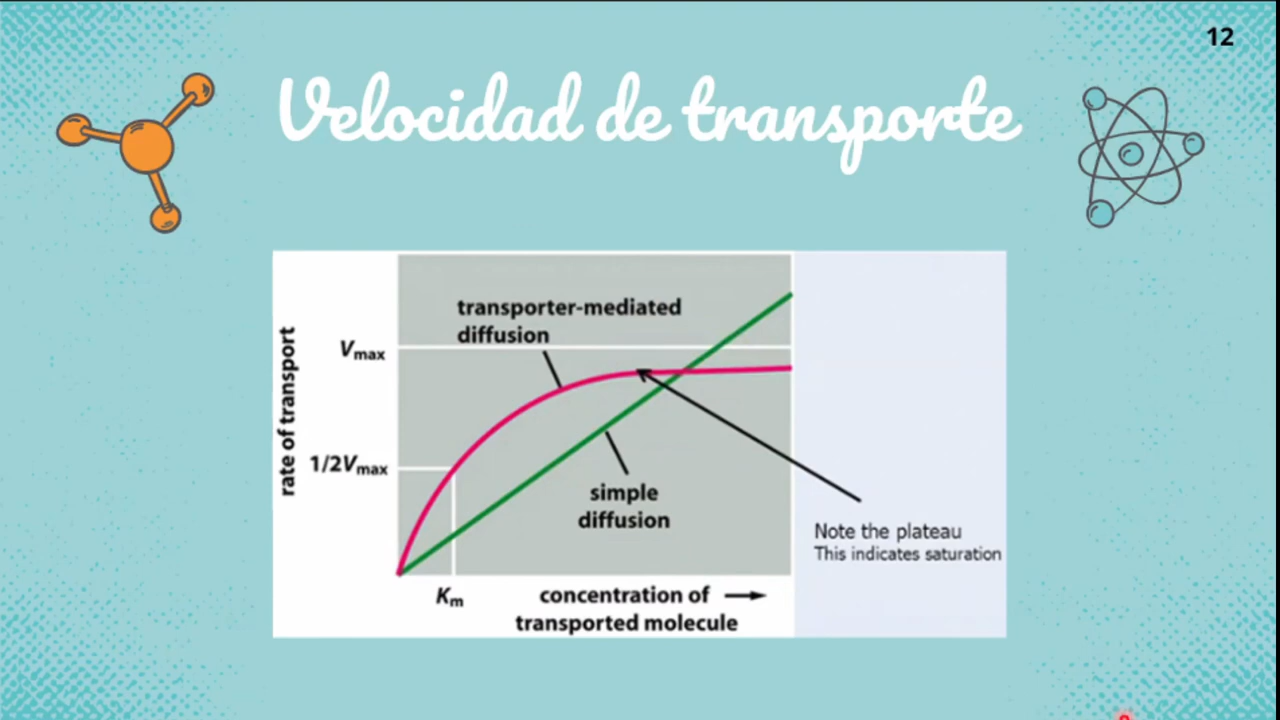 12
Velocidad de transporte
transporter-mediated
diffusion
rate of transport
Vmax
1/2Vmax
simple
diffusion
Note the plateau
This indicates saturation
Km
concentration of
transported molecule